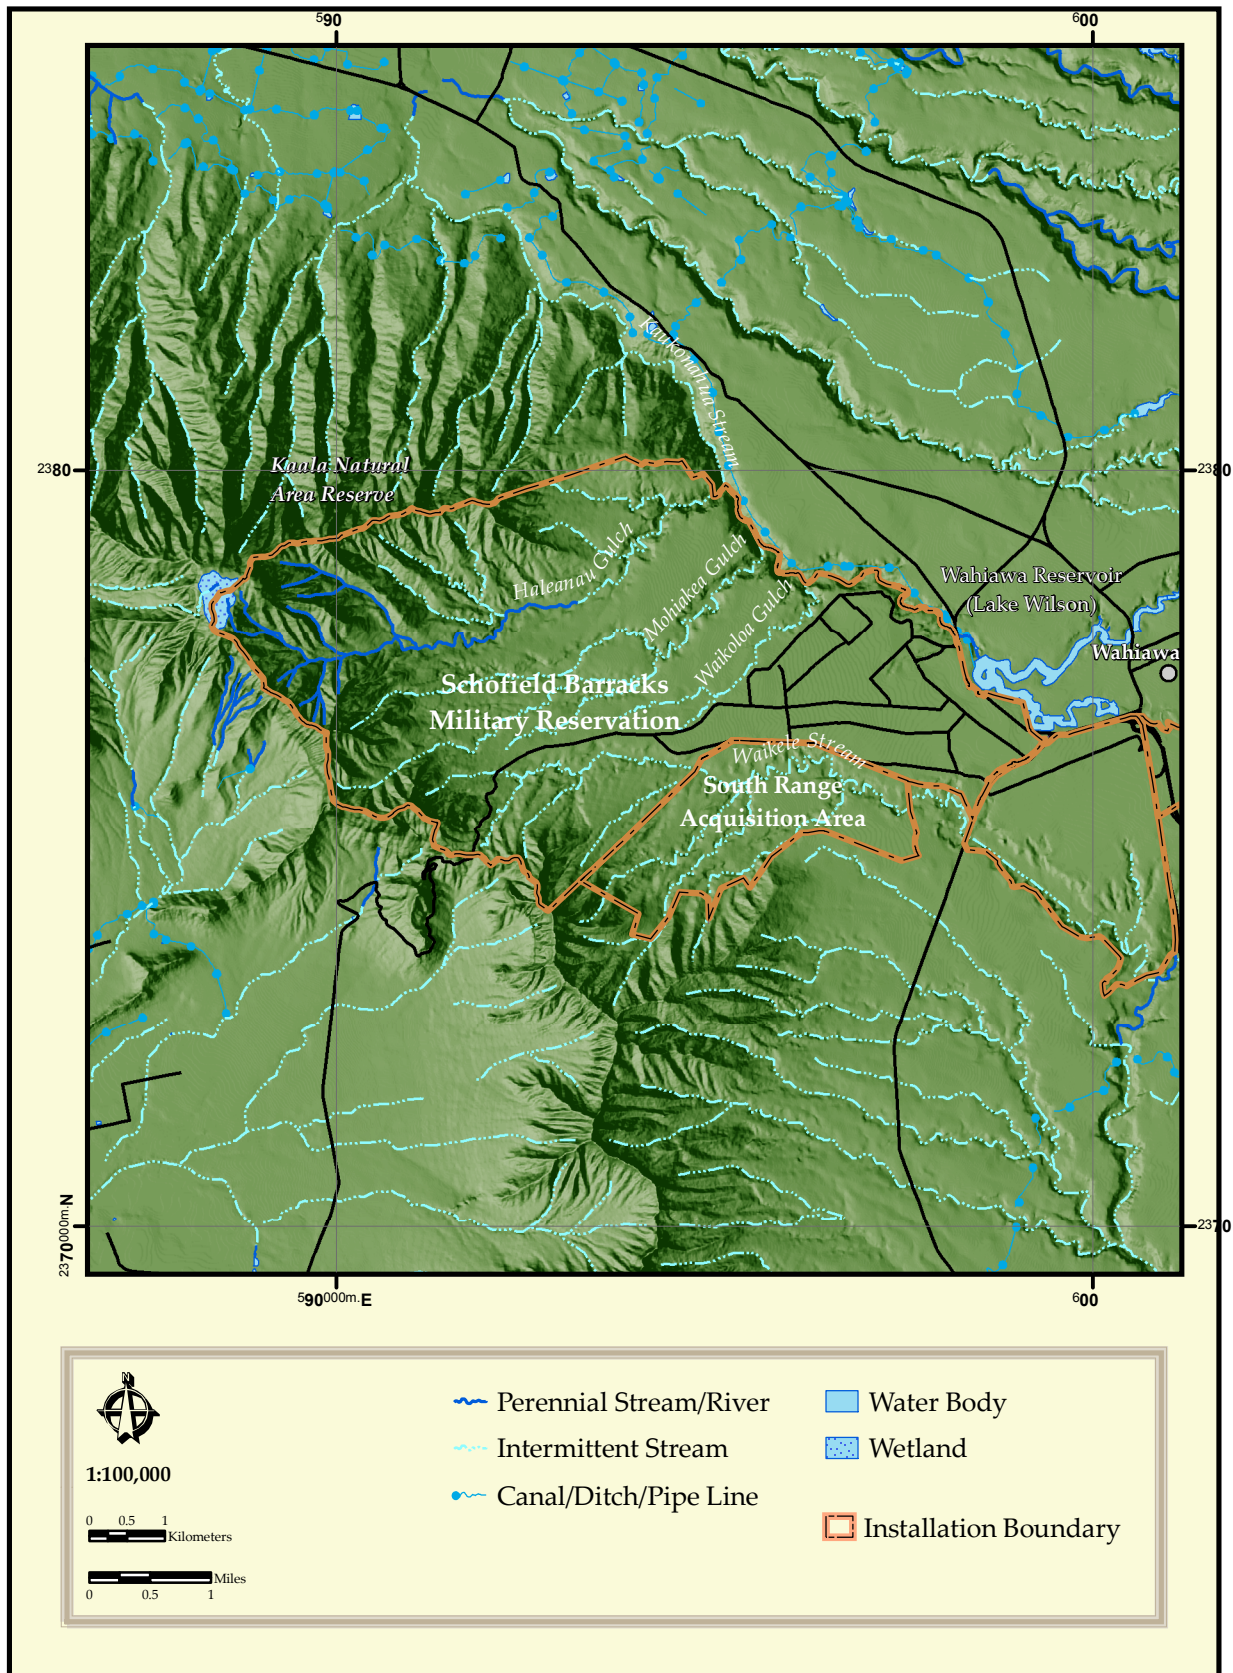 590
600
Kaukonahua Stream
2380
2380
Kaala Natural
Area Reserve
Haleanau Gulch
Mohiakea Gulch
Waikoloa Gulch
Wahiawa Reservoir
(Lake Wilson)
Wahiawa
Schofield Barracks
Military Reservation
Waikele Stream
South Range
Acquisition Area
2370000m.N
2370
590000m.E
600
N
1:100,000
0 0.5 1
Kilometers
Miles
0 0.5 1
Perennial Stream/River
Intermittent Stream
Canal/Ditch/Pipe Line
Water Body
Wetland
Installation Boundary